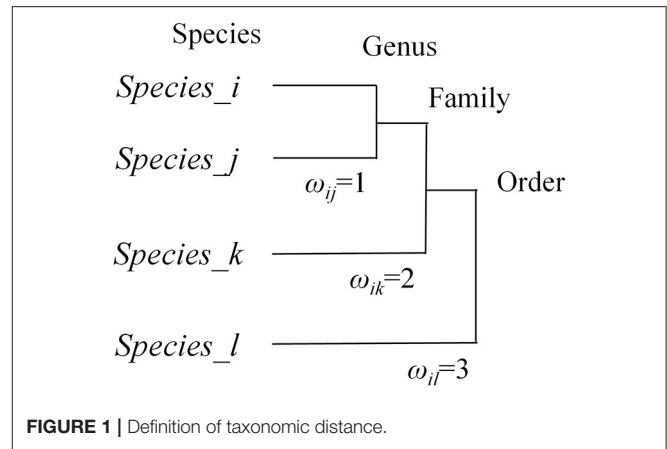 Species
Genus
Species_i
Family
Species_j
ω_ij=1
Order
Species_k
ω_ik=2
Species_l
ω_il=3
FIGURE 1 | Definition of taxonomic distance.